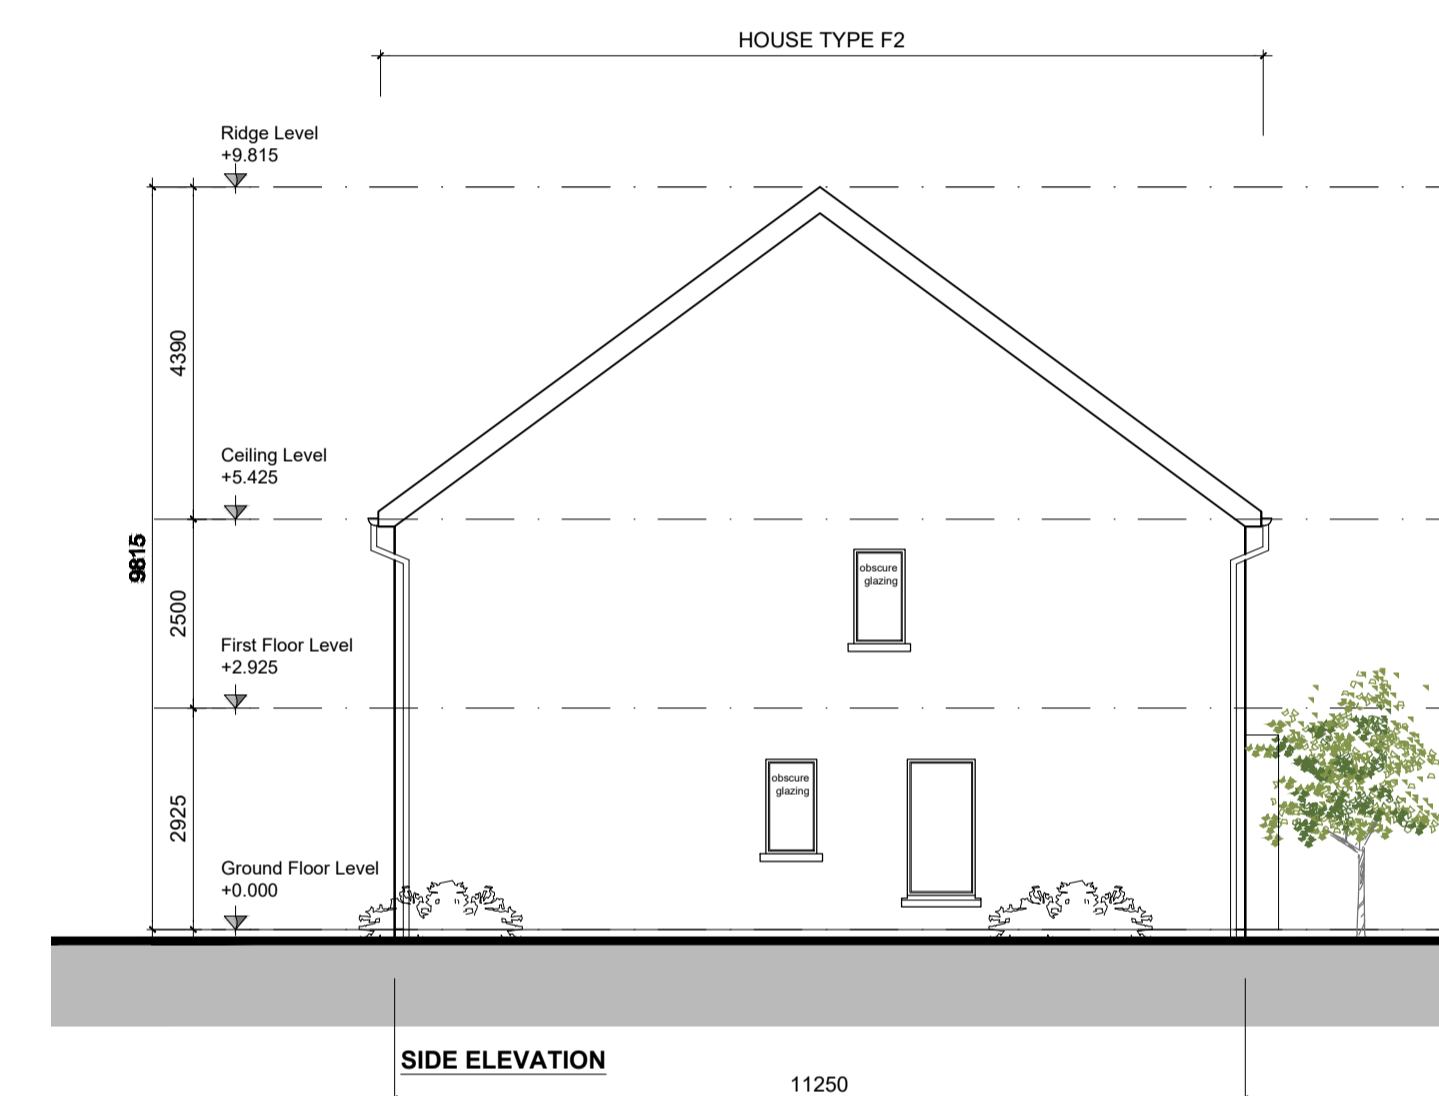 HOUSE TYPE F2
Ridge Level
+9.815
4390
Ceiling Level
+5.425
9815
obscure
glazing
2500
First Floor Level
+2.925
obscure
glazing
2925
Ground Floor Level
+0.000
SIDE ELEVATION
11250